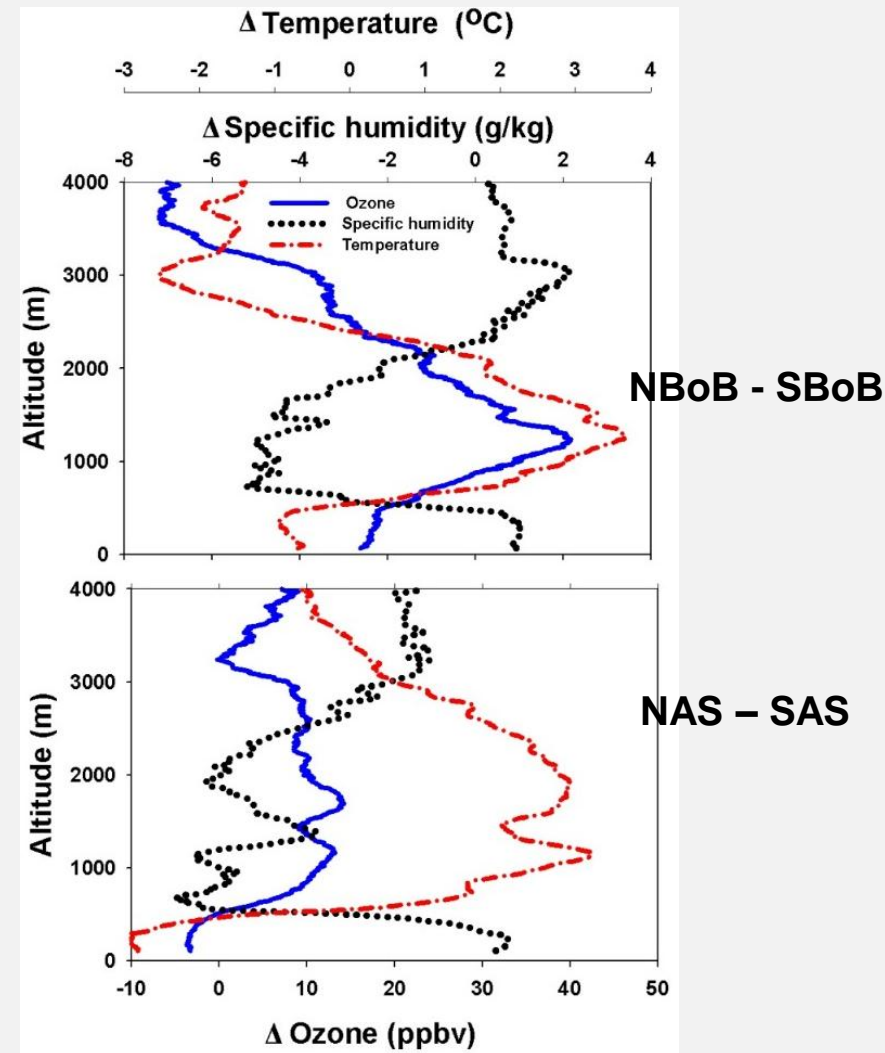 Δ Temperature (ºC)
-3 -2 -1 0 1 2 3 4
Δ Specific humidity (g/kg)
-8 -6 -4 -2 0 2 4
4000
Ozone
Specific humidity
Temperature
3000
2000
1000
0
Altitude (m)
NBoB - SBoB
4000
3000
2000
1000
0
Altitude (m)
NAS – SAS
-10 0 10 20 30 40 50
Δ Ozone (ppbv)